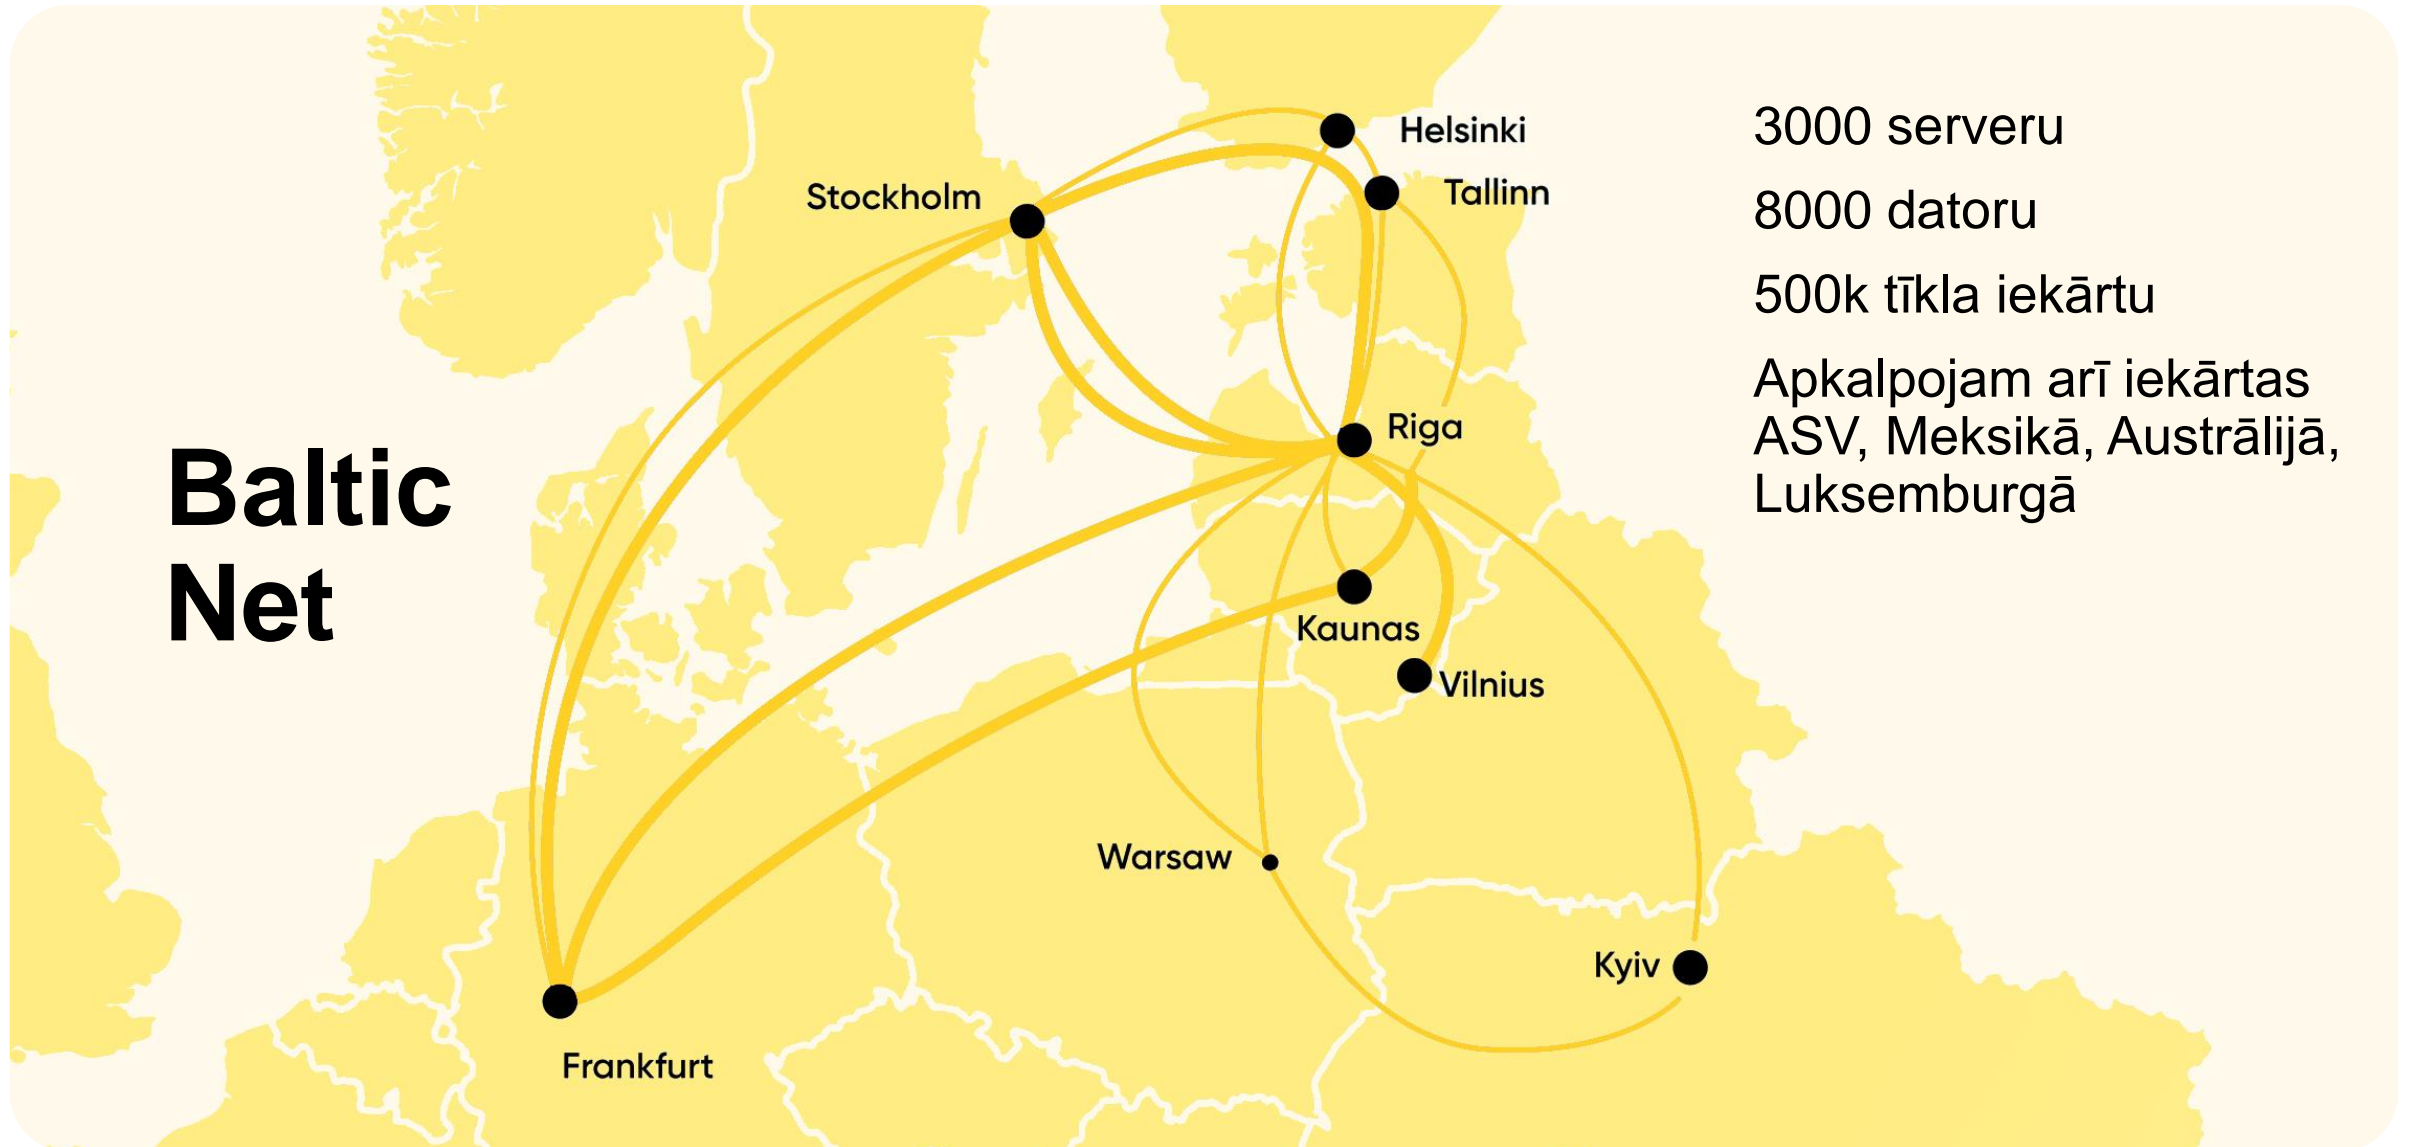 Baltic
Net
Stockholm
Helsinki
Tallinn
Riga
Kaunas
Vilnius
Warsaw
Kyiv
Frankfurt
3000 serveru
8000 datoru
500k tīkla iekārtu
Apkalpojam arī iekārtas
ASV, Meksikā, Austrālijā,
Luksemburgā